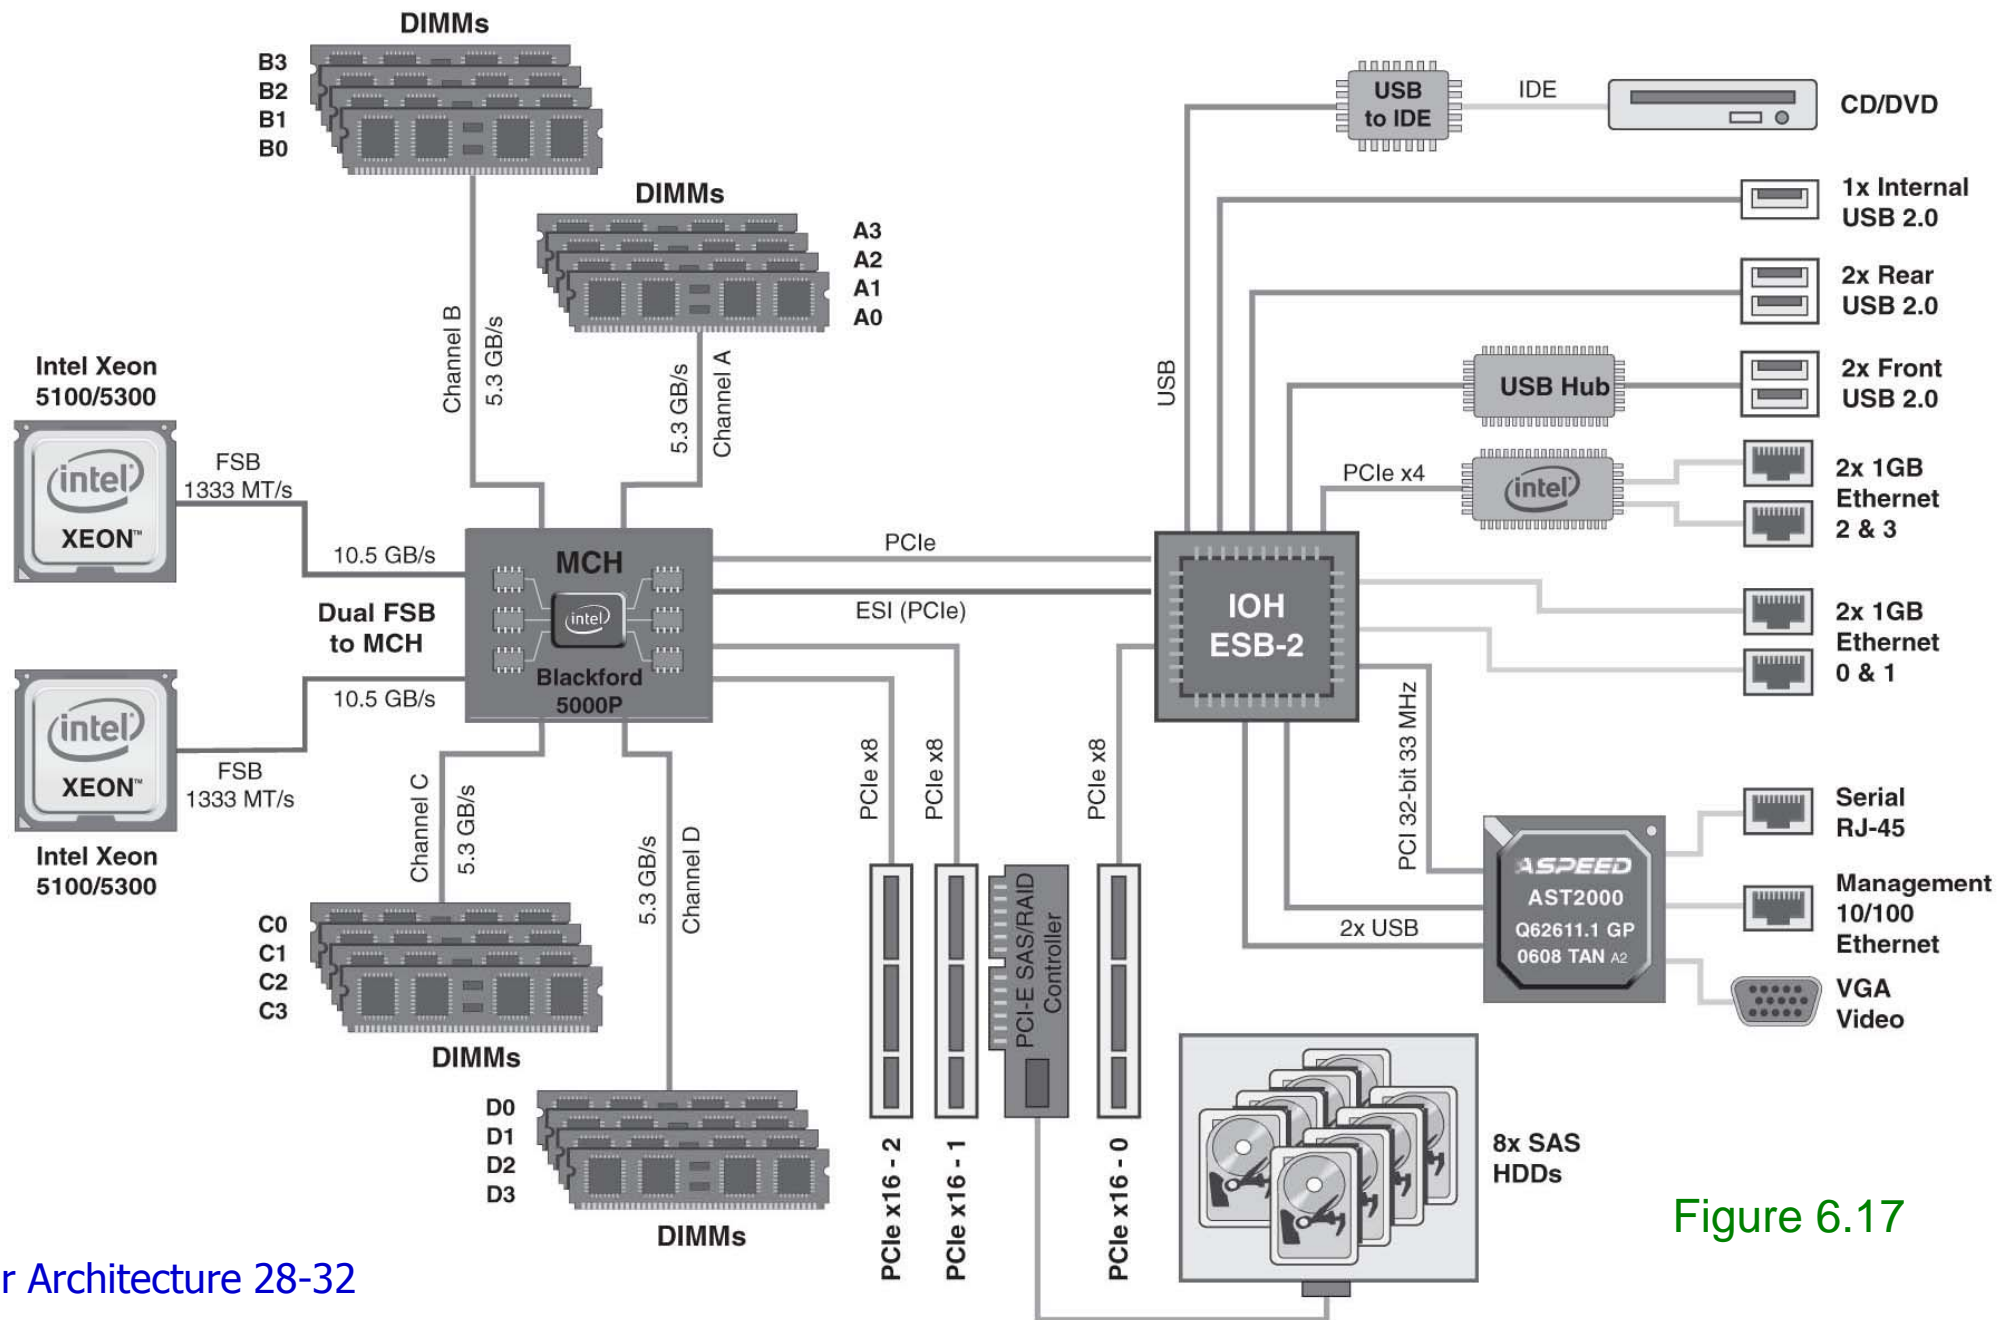 DIMMs
B3
B2
B1
B0
DIMMs
A3
A2
A1
A0
Channel B
5.3 GB/s
5.3 GB/s
Channel A
Intel Xeon
5100/5300
intel
XEON™
FSB
1333 MT/s
10.5 GB/s
Dual FSB
to MCH
10.5 GB/s
intel
XEON™
FSB
1333 MT/s
Intel Xeon
5100/5300
MCH
intel
Blackford
5000P
PCIe
ESI (PCIe)
Channel C
5.3 GB/s
5.3 GB/s
Channel D
C0
C1
C2
C3
DIMMs
D0
D1
D2
D3
DIMMs
PCIe x8
PCIe x8
PCIe x8
PCIe x16 - 2
PCIe x16 - 1
PCI-E SAS/RAID
Controller
PCIe x16 - 0
USB
USB
to IDE
IDE
CD/DVD
1x Internal
USB 2.0
2x Rear
USB 2.0
USB Hub
2x Front
USB 2.0
PCIe x4
intel
2x 1GB
Ethernet
2 & 3
IOH
ESB-2
2x 1GB
Ethernet
0 & 1
PCI 32-bit 33 MHz
2x USB
ASPEED
AST2000
Q62611.1 GP
0608 TAN A2
Serial
RJ-45
Management
10/100
Ethernet
VGA
Video
8x SAS
HDDs
Figure 6.17
r Architecture 28-32